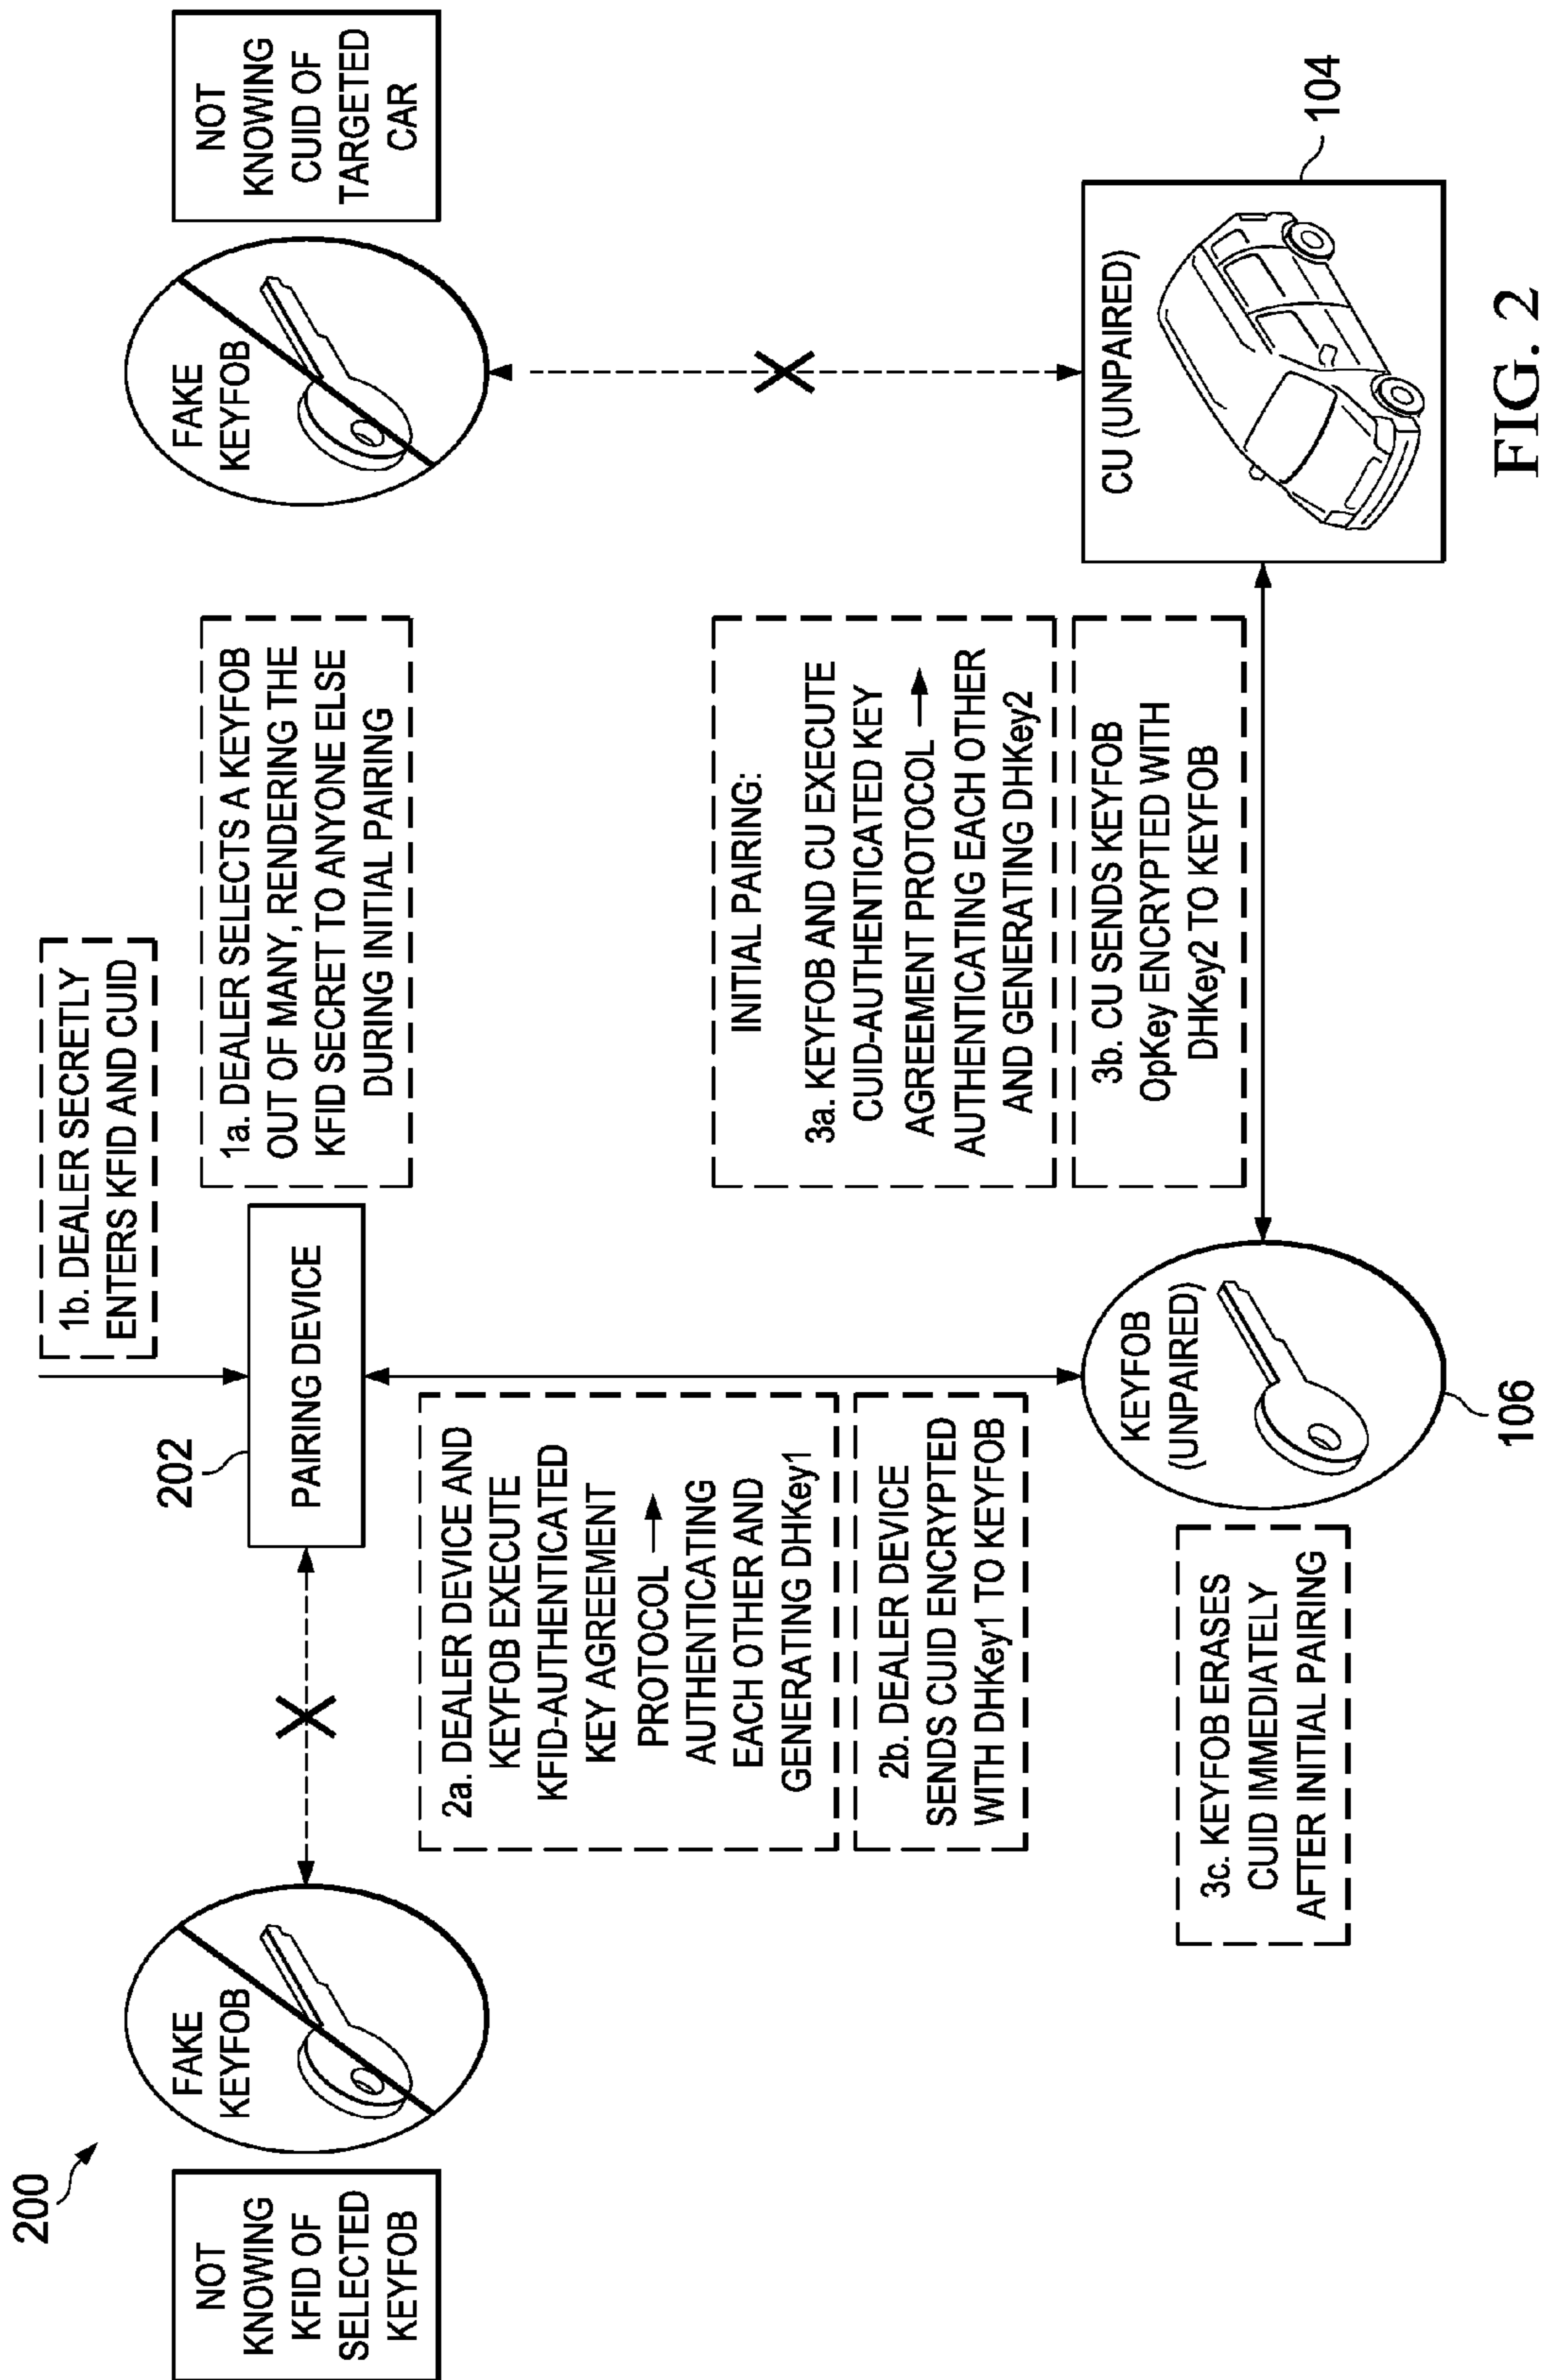 200
NOT
KNOWING
KFID OF
SELECTED
KEYFOB
FAKE
KEYFOB
202
PAIRING DEVICE
1b. DEALER SECRETLY
ENTERS KFID AND CUID
1a. DEALER SELECTS A KEYFOB
OUT OF MANY, RENDERING THE
KFID SECRET TO ANYONE ELSE
DURING INITIAL PAIRING
FAKE
KEYFOB
NOT
KNOWING
CUID OF
TARGETED
CAR
2a. DEALER DEVICE AND
KEYFOB EXECUTE
KFID-AUTHENTICATED
KEY AGREEMENT
PROTOCOL →
AUTHENTICATING
EACH OTHER AND
GENERATING DHKey1
2b. DEALER DEVICE
SENDS CUID ENCRYPTED
WITH DHKey1 TO KEYFOB
INITIAL PAIRING:
3a. KEYFOB AND CU EXECUTE
CUID-AUTHENTICATED KEY
AGREEMENT PROTOCOL →
AUTHENTICATING EACH OTHER
AND GENERATING DHKey2
3b. CU SENDS KEYFOB
OpKey ENCRYPTED WITH
DHKey2 TO KEYFOB
3c. KEYFOB ERASES
CUID IMMEDIATELY
AFTER INITIAL PAIRING
KEYFOB
(UNPAIRED)
106
CU (UNPAIRED)
104
FIG. 2